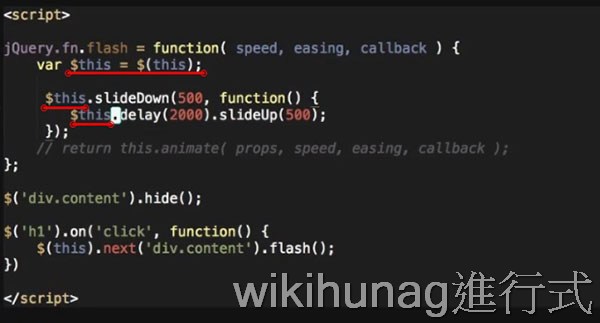 <script>
jQuery.fn.flash = function( speed, easing, callback ) {
var $this = $(this);
$this.slideDown(500, function() {
$this.delay(2000).slideUp(500);
});
// return this.animate( props, speed, easing, callback );
};
$('div.content').hide();
$('h1').on('click', function() {
$(this).next('div.content').flash();
})
</script>
wikihunag進行式